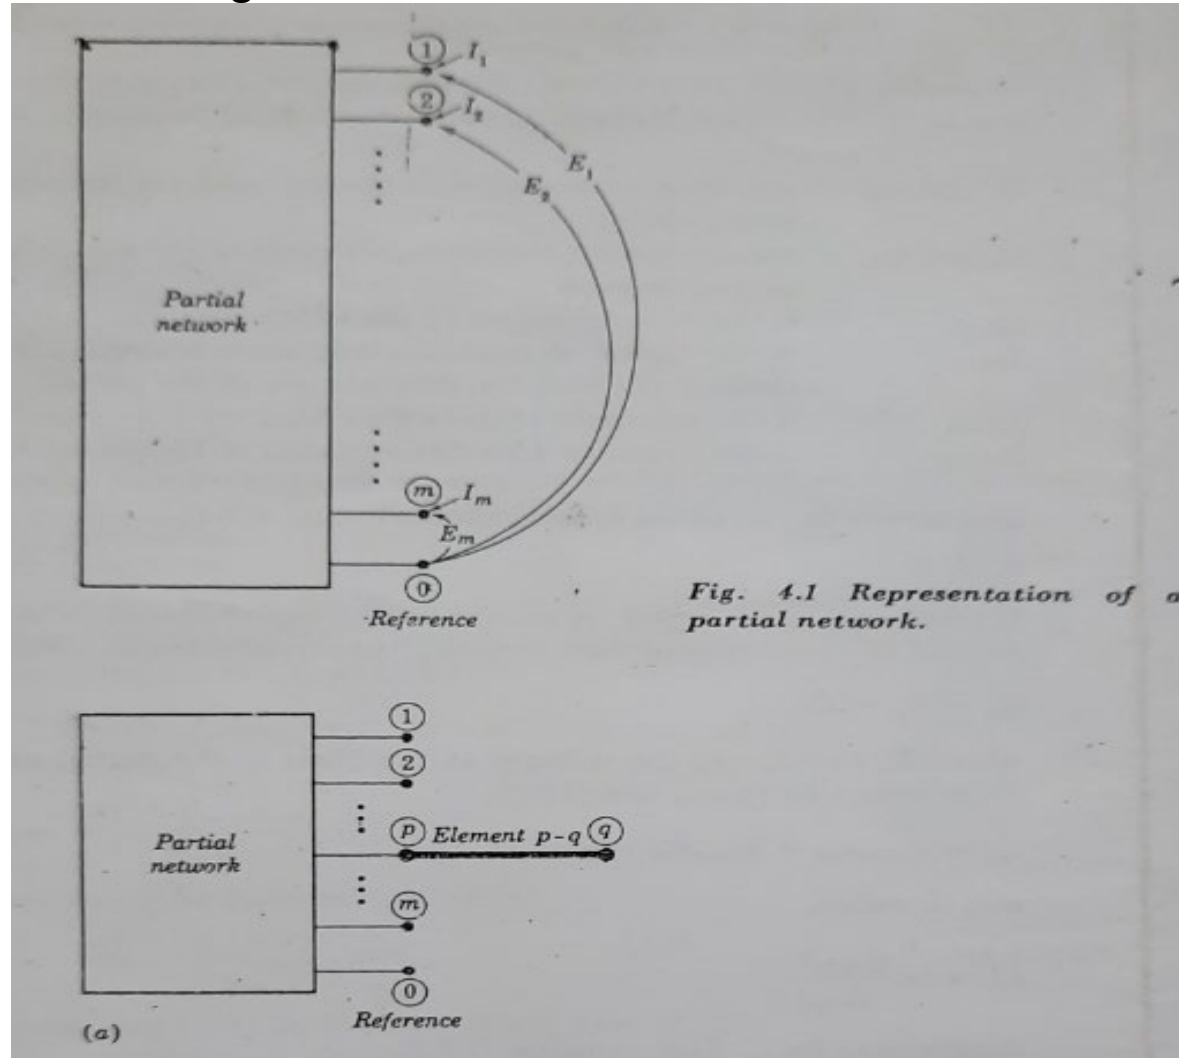 1
I₁
2
I₂
E₁
E₂
Partial
network
m
Iₘ
Eₘ
0
Reference
Fig. 4.1 Representation of a
partial network.
1
2
p Element p-q q
Partial
network
m
0
Reference
(a)